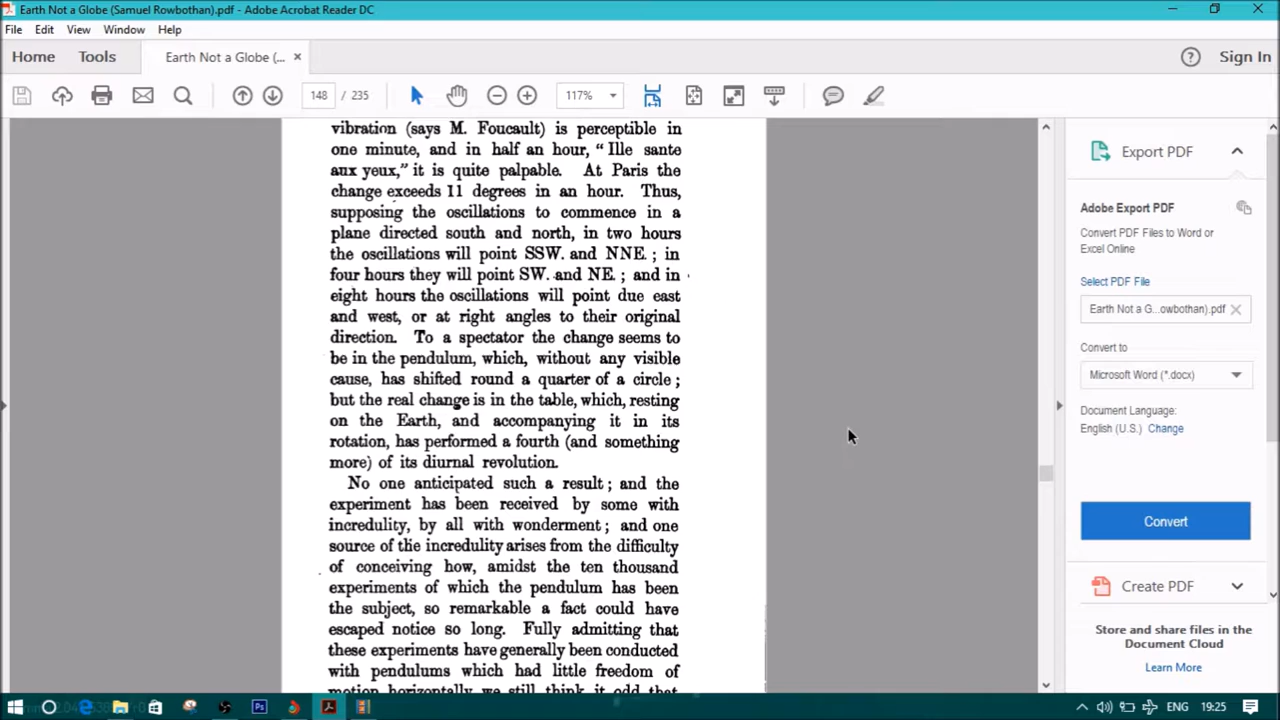 Earth Not a Globe (Samuel Rowbothan).pdf - Adobe Acrobat Reader DC
File Edit View Window Help
Home Tools Earth Not a Globe (... × Sign In
148 / 235 117%
vibration (says M. Foucault) is perceptible in
one minute, and in half an hour, “Ille sante
aux yeux,” it is quite palpable. At Paris the
change exceeds 11 degrees in an hour. Thus,
supposing the oscillations to commence in a
plane directed south and north, in two hours
the oscillations will point SSW. and NNE. ; in
four hours they will point SW. and NE. ; and in
eight hours the oscillations will point due east
and west, or at right angles to their original
direction. To a spectator the change seems to
be in the pendulum, which, without any visible
cause, has shifted round a quarter of a circle ;
but the real change is in the table, which, resting
on the Earth, and accompanying it in its
rotation, has performed a fourth (and something
more) of its diurnal revolution.
No one anticipated such a result ; and the
experiment has been received by some with
incredulity, by all with wonderment ; and one
source of the incredulity arises from the difficulty
of conceiving how, amidst the ten thousand
experiments of which the pendulum has been
the subject, so remarkable a fact could have
escaped notice so long. Fully admitting that
these experiments have generally been conducted
with pendulums which had little freedom of
motion horizontally we still think it odd that
Export PDF
Adobe Export PDF
Convert PDF Files to Word or
Excel Online
Select PDF File
Earth Not a G...owbothan).pdf
Convert to
Microsoft Word (*.docx)
Document Language:
English (U.S.) Change
Convert
Create PDF
Store and share files in the
Document Cloud
Learn More
ENG 19:25